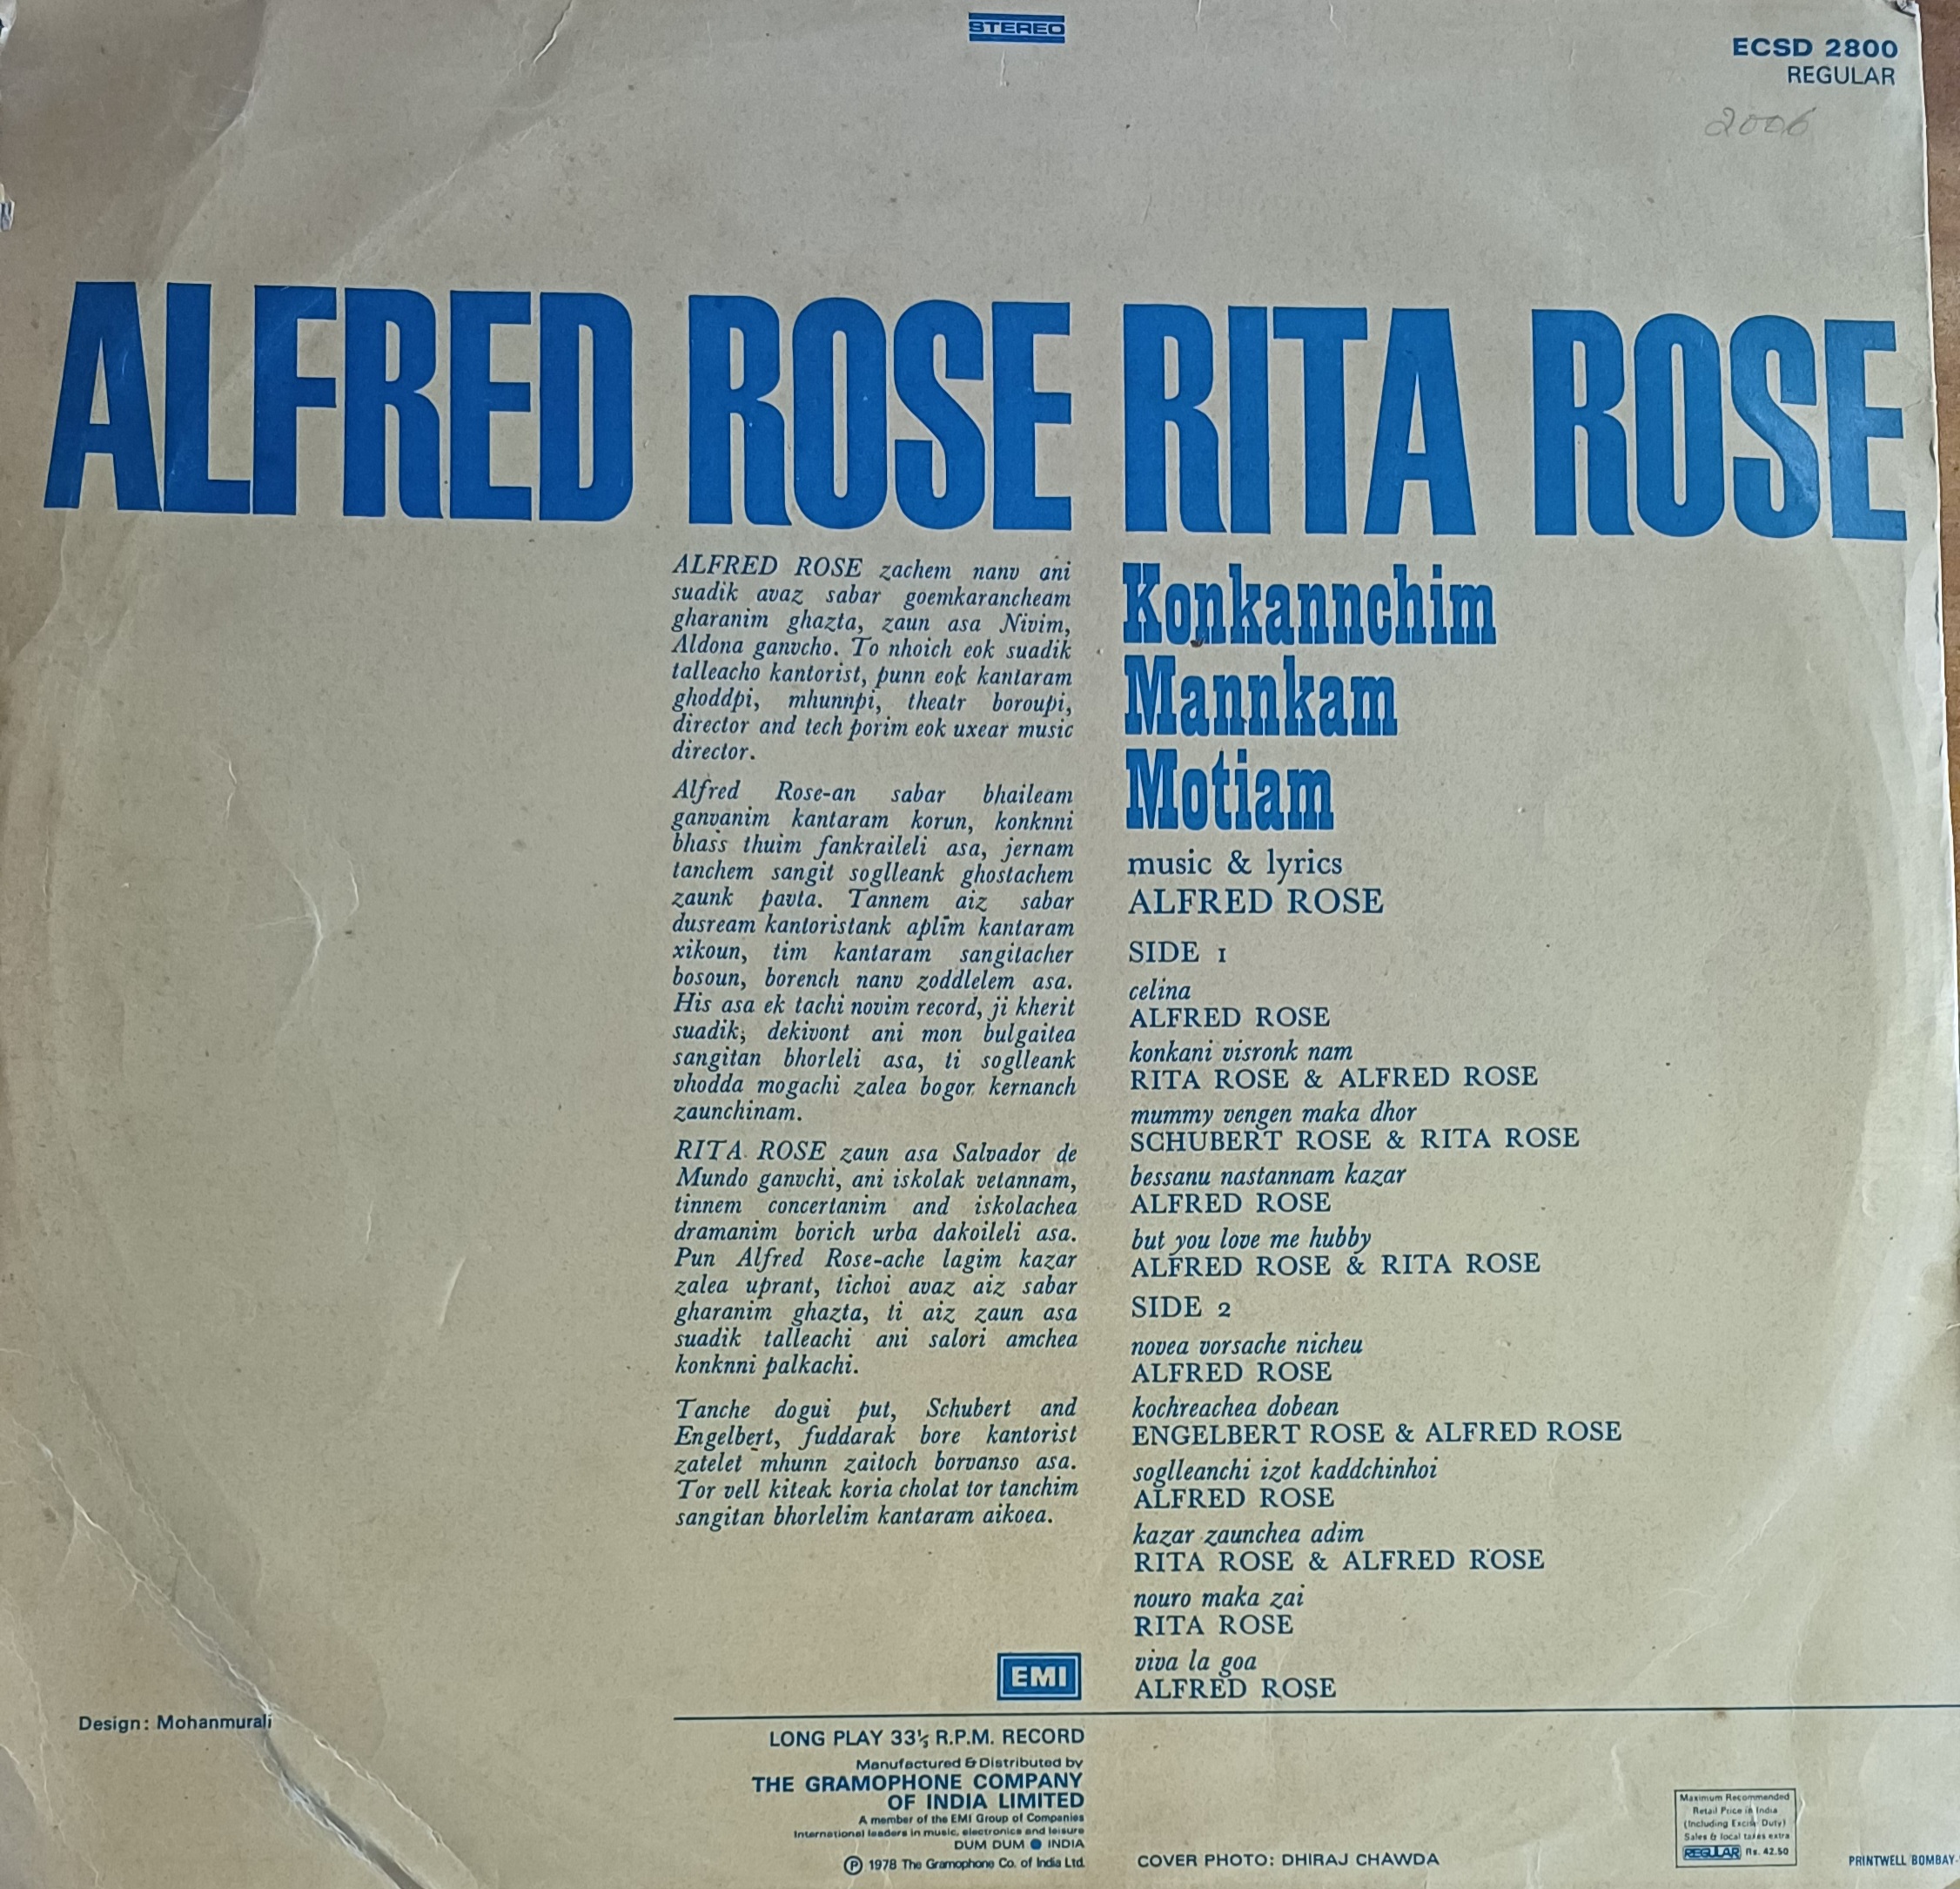 STEREO
ECSD 2800
REGULAR
2006
ALFRED ROSE RITA ROSE
ALFRED ROSE zachem nanv ani
suadik avaz sabar goemkarancheam
gharanim ghazta, zaun asa Nivim,
Aldona ganvcho. To nhoich eok suadik
talleacho kantorist, punn eok kantaram
ghoddpi, mhunnpi, theatr boroupi,
director and tech porim eok uxear music
director.
Alfred Rose-an sabar bhaileam
ganvanim kantaram korun, konknni
bhass thuim fankraileli asa, jernam
tanchem sangit soglleank ghostachem
zaunk pavta. Tannem aiz sabar
dusream kantoristank aplim kantaram
xikoun, tim kantaram sangitacher
bosoun, borench nanv zoddlelem asa.
His asa ek tachi novim record, ji kherit
suadik, dekivont ani mon bulgaitea
sangitan bhorleli asa, ti soglleank
vhodda mogachi zalea bogor kernanch
zaunchinam.
RITA ROSE zaun asa Salvador de
Mundo ganvchi, ani iskolak vetannam,
tinnem concertanim and iskolachea
dramanim borich urba dakoileli asa.
Pun Alfred Rose-ache lagim kazar
zalea uprant, tichoi avaz aiz sabar
gharanim ghazta, ti aiz zaun asa
suadik talleachi ani salori amchea
konknni palkachi.
Tanche dogui put, Schubert and
Engelbert, fuddarak bore kantorist
zatelet mhunn zaitoch borvanso asa.
Tor vell kiteak koria cholat tor tanchim
sangitan bhorlelim kantaram aikoea.
Konkannchim
Mannkam
Motiam
music & lyrics
ALFRED ROSE
SIDE 1
celina
ALFRED ROSE
konkani visronk nam
RITA ROSE & ALFRED ROSE
mummy vengen maka dhor
SCHUBERT ROSE & RITA ROSE
bessanu nastannam kazar
ALFRED ROSE
but you love me hubby
ALFRED ROSE & RITA ROSE
SIDE 2
novea vorsache nicheu
ALFRED ROSE
kochreachea dobean
ENGELBERT ROSE & ALFRED ROSE
soglleanchi izot kaddchinhoi
ALFRED ROSE
kazar zaunchea adim
RITA ROSE & ALFRED ROSE
nouro maka zai
RITA ROSE
viva la goa
ALFRED ROSE
EMI
Design: Mohanmurali
LONG PLAY 33⅓ R.P.M. RECORD
Manufactured & Distributed by
THE GRAMOPHONE COMPANY
OF INDIA LIMITED
A member of the EMI Group of Companies
International leaders in music, electronics and leisure
DUM DUM ● INDIA
Ⓟ 1978 The Gramophone Co. of India Ltd.
COVER PHOTO: DHIRAJ CHAWDA
Maximum Recommended
Retail Price in India
(Including Excise Duty)
Sales & local taxes extra
REGULAR Rs. 42.50
PRINTWELL BOMBAY-